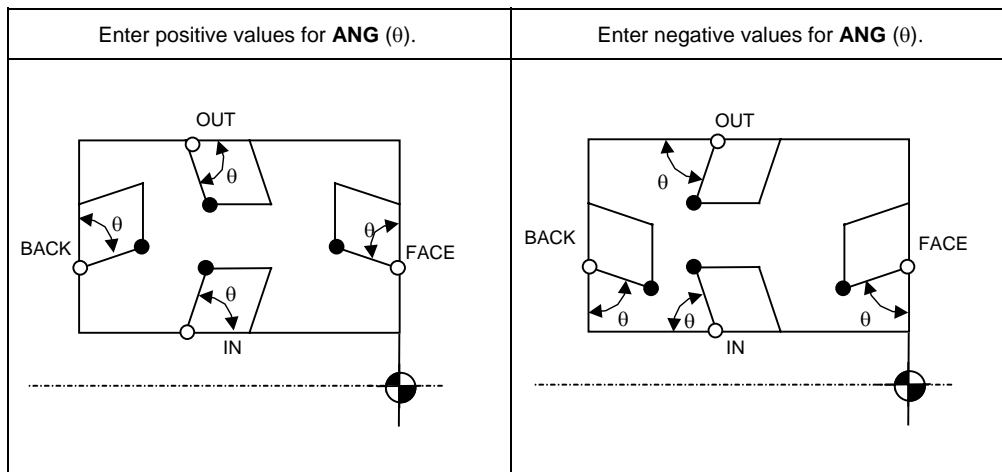 Enter positive values for ANG (θ).
Enter negative values for ANG (θ).
OUT
θ
θ
θ
BACK
FACE
θ
IN
OUT
θ
BACK
FACE
θ
θ
θ
IN